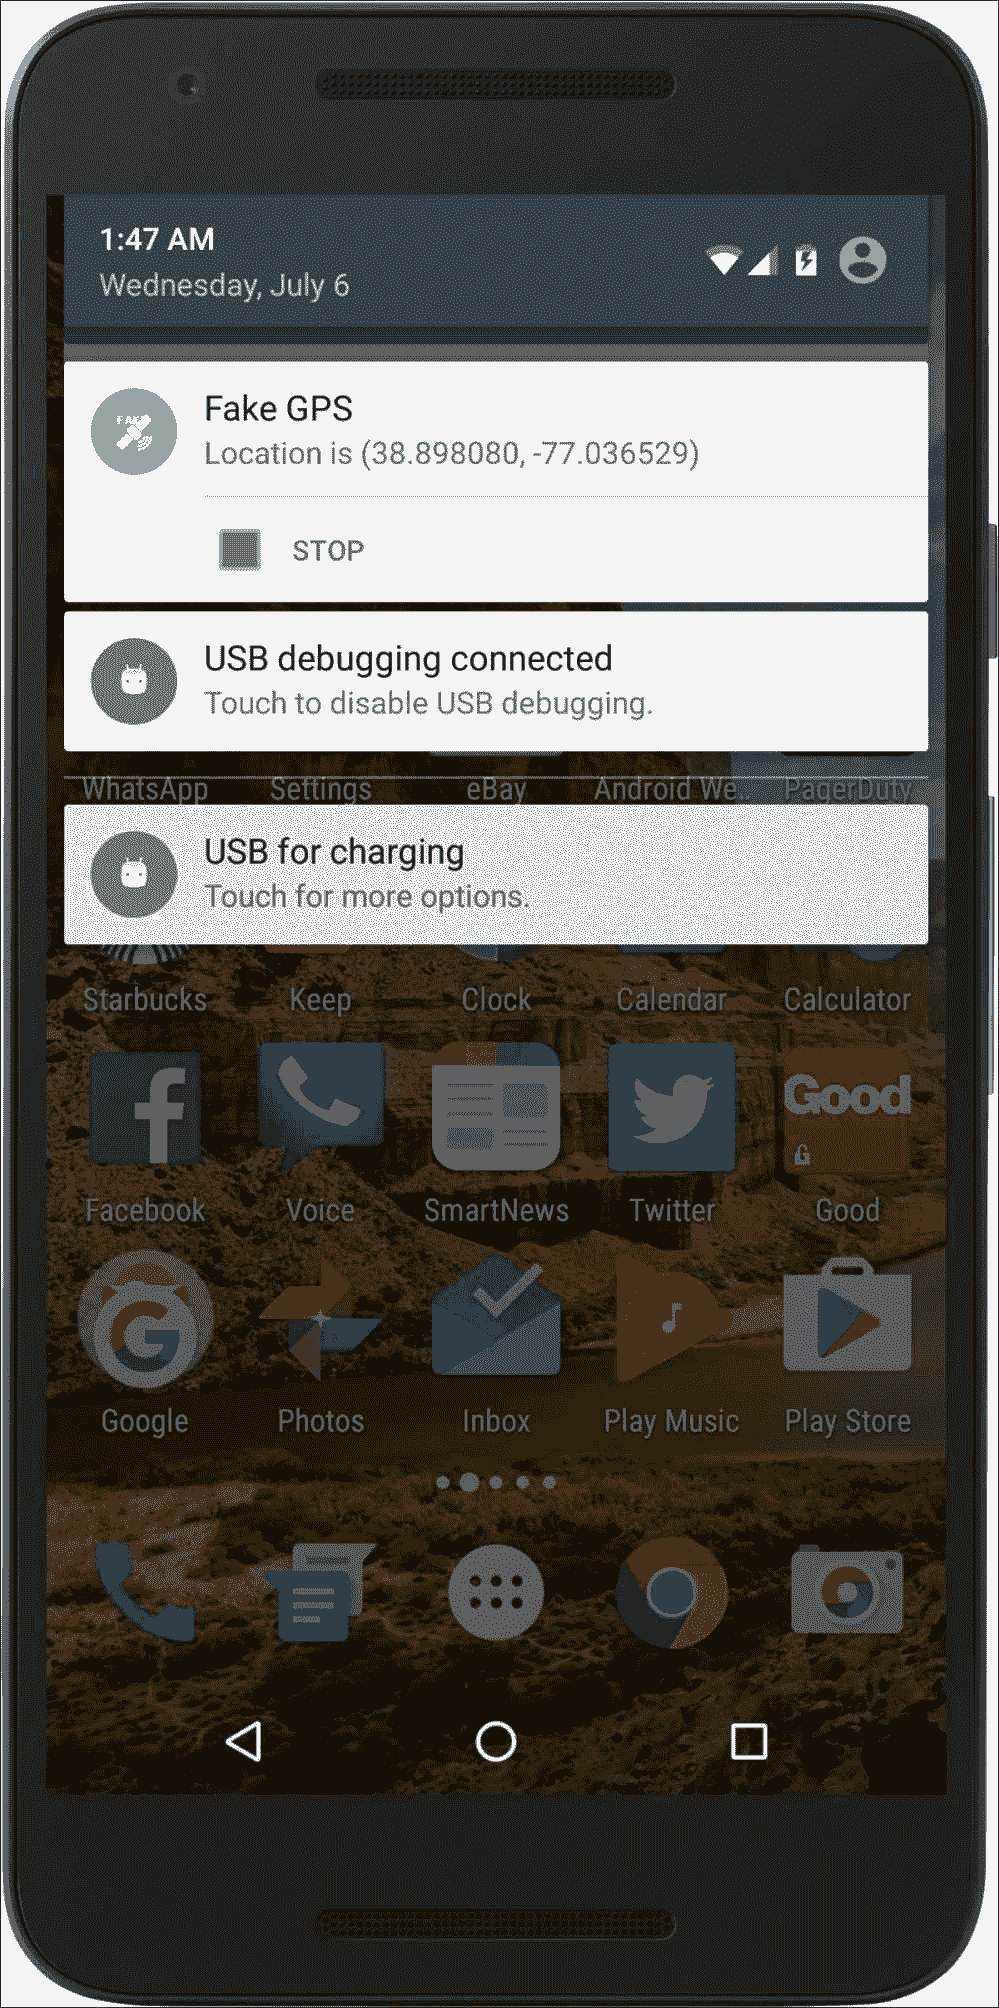 1:47 AM
Wednesday, July 6
FAKE
Fake GPS
Location is (38.898080, -77.036529)
STOP
USB debugging connected
Touch to disable USB debugging.
WhatsApp Settings eBay Android We.. PagerDuty
USB for charging
Touch for more options.
Starbucks Keep Clock Calendar Calculator
Good
Facebook Voice SmartNews Twitter Good
G
Google Photos Inbox Play Music Play Store